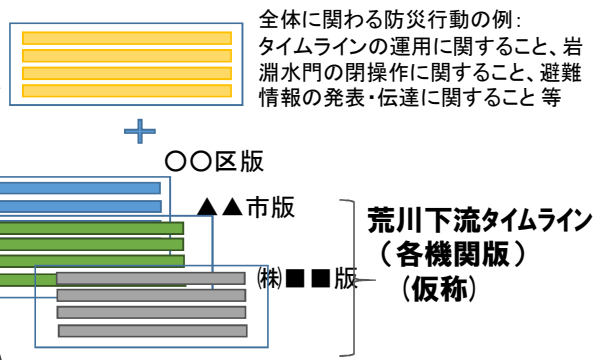 全体に関わる防災行動の例：
タイムラインの運用に関すること、岩
淵水門の閉操作に関すること、避難
情報の発表・伝達に関すること 等
＋
〇〇区版
▲▲市版
㈱■■版
荒川下流タイムライン
（各機関版）
（仮称）